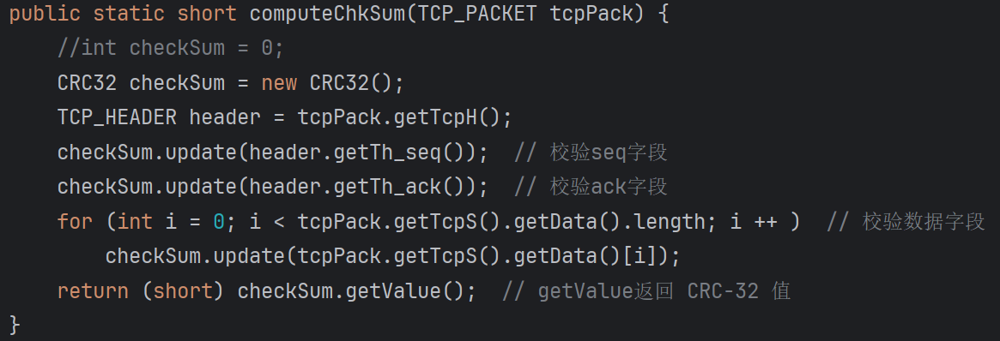 public static short computeChkSum(TCP_PACKET tcpPack) {
    //int checkSum = 0;
    CRC32 checkSum = new CRC32();
    TCP_HEADER header = tcpPack.getTcpH();
    checkSum.update(header.getTh_seq());  // 校验seq字段
    checkSum.update(header.getTh_ack());  // 校验ack字段
    for (int i = 0; i < tcpPack.getTcpS().getData().length; i ++ )  // 校验数据字段
        checkSum.update(tcpPack.getTcpS().getData()[i]);
    return (short) checkSum.getValue();  // getValue返回 CRC-32 值
}